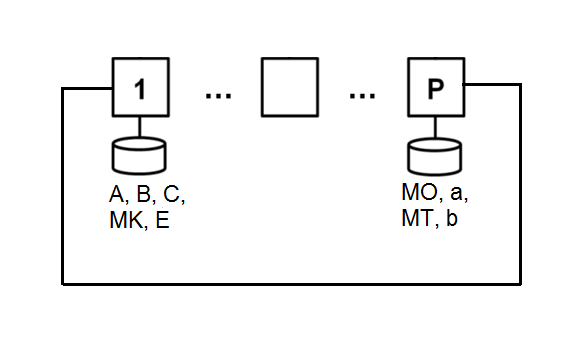 1 ... ... P
A, B, C,
MK, E
MO, a,
MT, b